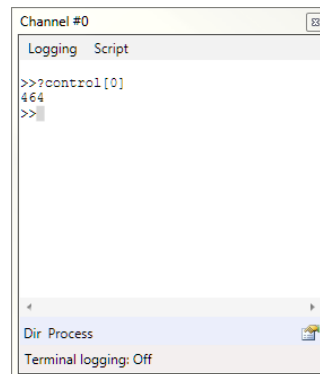 Channel #0
Logging Script
>>?control[0]
464
>>
Dir Process
Terminal logging: Off